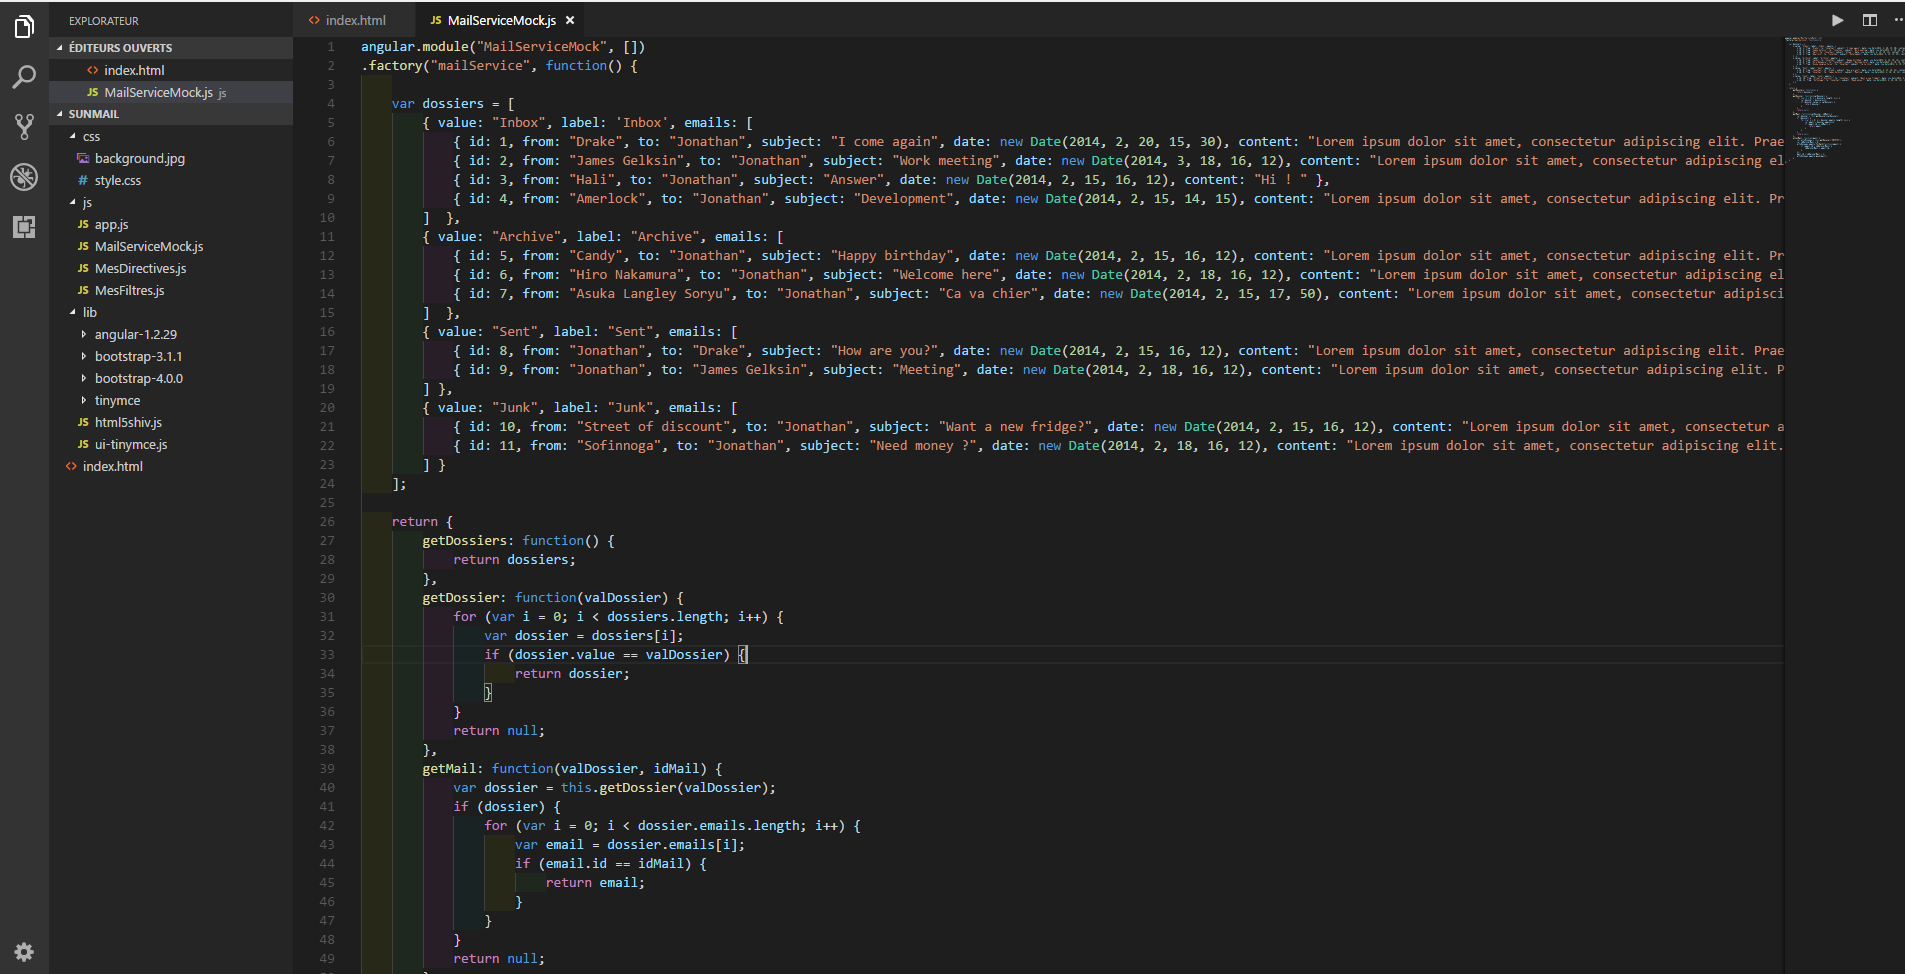 EXPLORATEUR
ÉDITEURS OUVERTS
index.html
MailServiceMock.js js
SUNMAIL
css
background.jpg
# style.css
js
JS app.js
JS MailServiceMock.js
JS MesDirectives.js
JS MesFiltres.js
lib
angular-1.2.29
bootstrap-3.1.1
bootstrap-4.0.0
tinymce
JS html5shiv.js
JS ui-tinymce.js
<> index.html
<> index.html
JS MailServiceMock.js ×
1 angular.module("MailServiceMock", [])
2 .factory("mailService", function() {
3
4 var dossiers = [
5 { value: "Inbox", label: 'Inbox', emails: [
6 { id: 1, from: "Drake", to: "Jonathan", subject: "I come again", date: new Date(2014, 2, 20, 15, 30), content: "Lorem ipsum dolor sit amet, consectetur adipiscing elit. Prae
7 { id: 2, from: "James Gelksin", to: "Jonathan", subject: "Work meeting", date: new Date(2014, 3, 18, 16, 12), content: "Lorem ipsum dolor sit amet, consectetur adipiscing el
8 { id: 3, from: "Hali", to: "Jonathan", subject: "Answer", date: new Date(2014, 2, 15, 16, 12), content: "Hi ! " },
9 { id: 4, from: "Amerlock", to: "Jonathan", subject: "Development", date: new Date(2014, 2, 15, 14, 15), content: "Lorem ipsum dolor sit amet, consectetur adipiscing elit. Pr
10 ] },
11 { value: "Archive", label: "Archive", emails: [
12 { id: 5, from: "Candy", to: "Jonathan", subject: "Happy birthday", date: new Date(2014, 2, 15, 16, 12), content: "Lorem ipsum dolor sit amet, consectetur adipiscing elit. Pr
13 { id: 6, from: "Hiro Nakamura", to: "Jonathan", subject: "Welcome here", date: new Date(2014, 2, 18, 16, 12), content: "Lorem ipsum dolor sit amet, consectetur adipiscing el
14 { id: 7, from: "Asuka Langley Soryu", to: "Jonathan", subject: "Ca va chier", date: new Date(2014, 2, 15, 17, 50), content: "Lorem ipsum dolor sit amet, consectetur adipisci
15 ] },
16 { value: "Sent", label: "Sent", emails: [
17 { id: 8, from: "Jonathan", to: "Drake", subject: "How are you?", date: new Date(2014, 2, 15, 16, 12), content: "Lorem ipsum dolor sit amet, consectetur adipiscing elit. Prae
18 { id: 9, from: "Jonathan", to: "James Gelksin", subject: "Meeting", date: new Date(2014, 2, 18, 16, 12), content: "Lorem ipsum dolor sit amet, consectetur adipiscing elit. P
19 ] },
20 { value: "Junk", label: "Junk", emails: [
21 { id: 10, from: "Street of discount", to: "Jonathan", subject: "Want a new fridge?", date: new Date(2014, 2, 15, 16, 12), content: "Lorem ipsum dolor sit amet, consectetur a
22 { id: 11, from: "Sofinnoga", to: "Jonathan", subject: "Need money ?", date: new Date(2014, 2, 18, 16, 12), content: "Lorem ipsum dolor sit amet, consectetur adipiscing elit.
23 ] }
24 ];
25
26 return {
27 getDossiers: function() {
28 return dossiers;
29 },
30 getDossier: function(valDossier) {
31 for (var i = 0; i < dossiers.length; i++) {
32 var dossier = dossiers[i];
33 if (dossier.value == valDossier) {
34 return dossier;
35 }
36 }
37 return null;
38 },
39 getMail: function(valDossier, idMail) {
40 var dossier = this.getDossier(valDossier);
41 if (dossier) {
42 for (var i = 0; i < dossier.emails.length; i++) {
43 var email = dossier.emails[i];
44 if (email.id == idMail) {
45 return email;
46 }
47 }
48 }
49 return null;